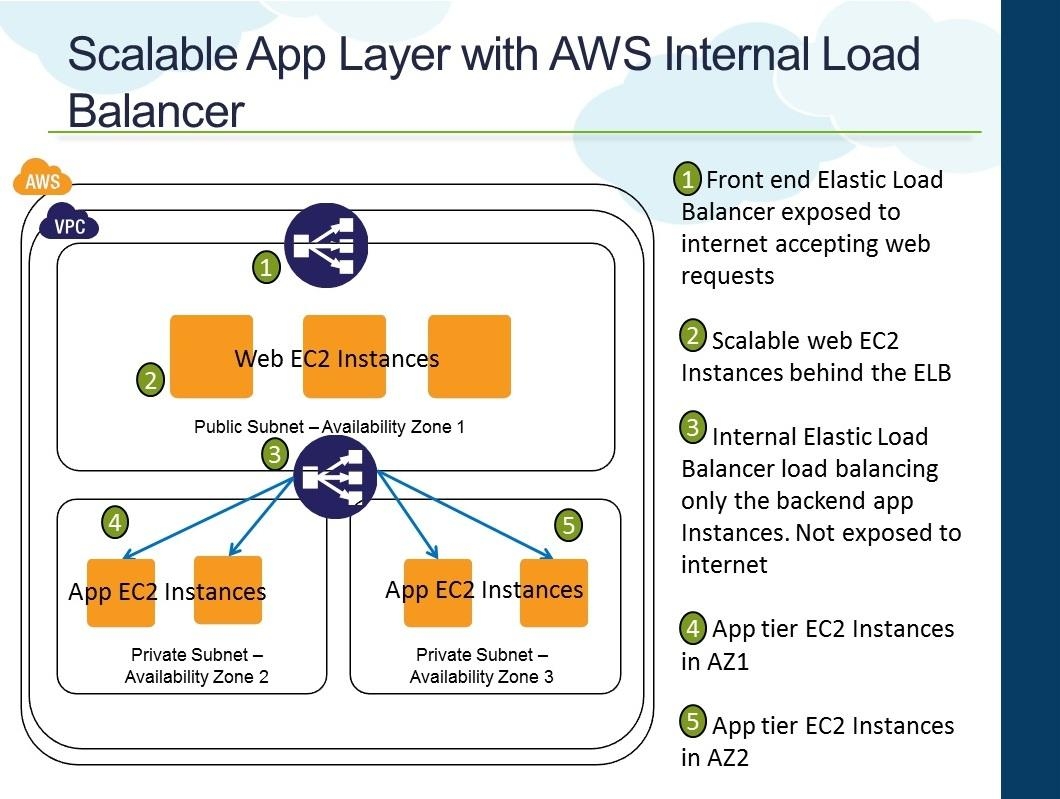 Scalable App Layer with AWS Internal Load
Balancer
AWS
VPC
1
Web EC2 Instances
2
Public Subnet – Availability Zone 1
3
4
5
App EC2 Instances
App EC2 Instances
Private Subnet –
Availability Zone 2
Private Subnet –
Availability Zone 3
1 Front end Elastic Load
Balancer exposed to
internet accepting web
requests
2 Scalable web EC2
Instances behind the ELB
3 Internal Elastic Load
Balancer load balancing
only the backend app
Instances. Not exposed to
internet
4 App tier EC2 Instances
in AZ1
5 App tier EC2 Instances
in AZ2